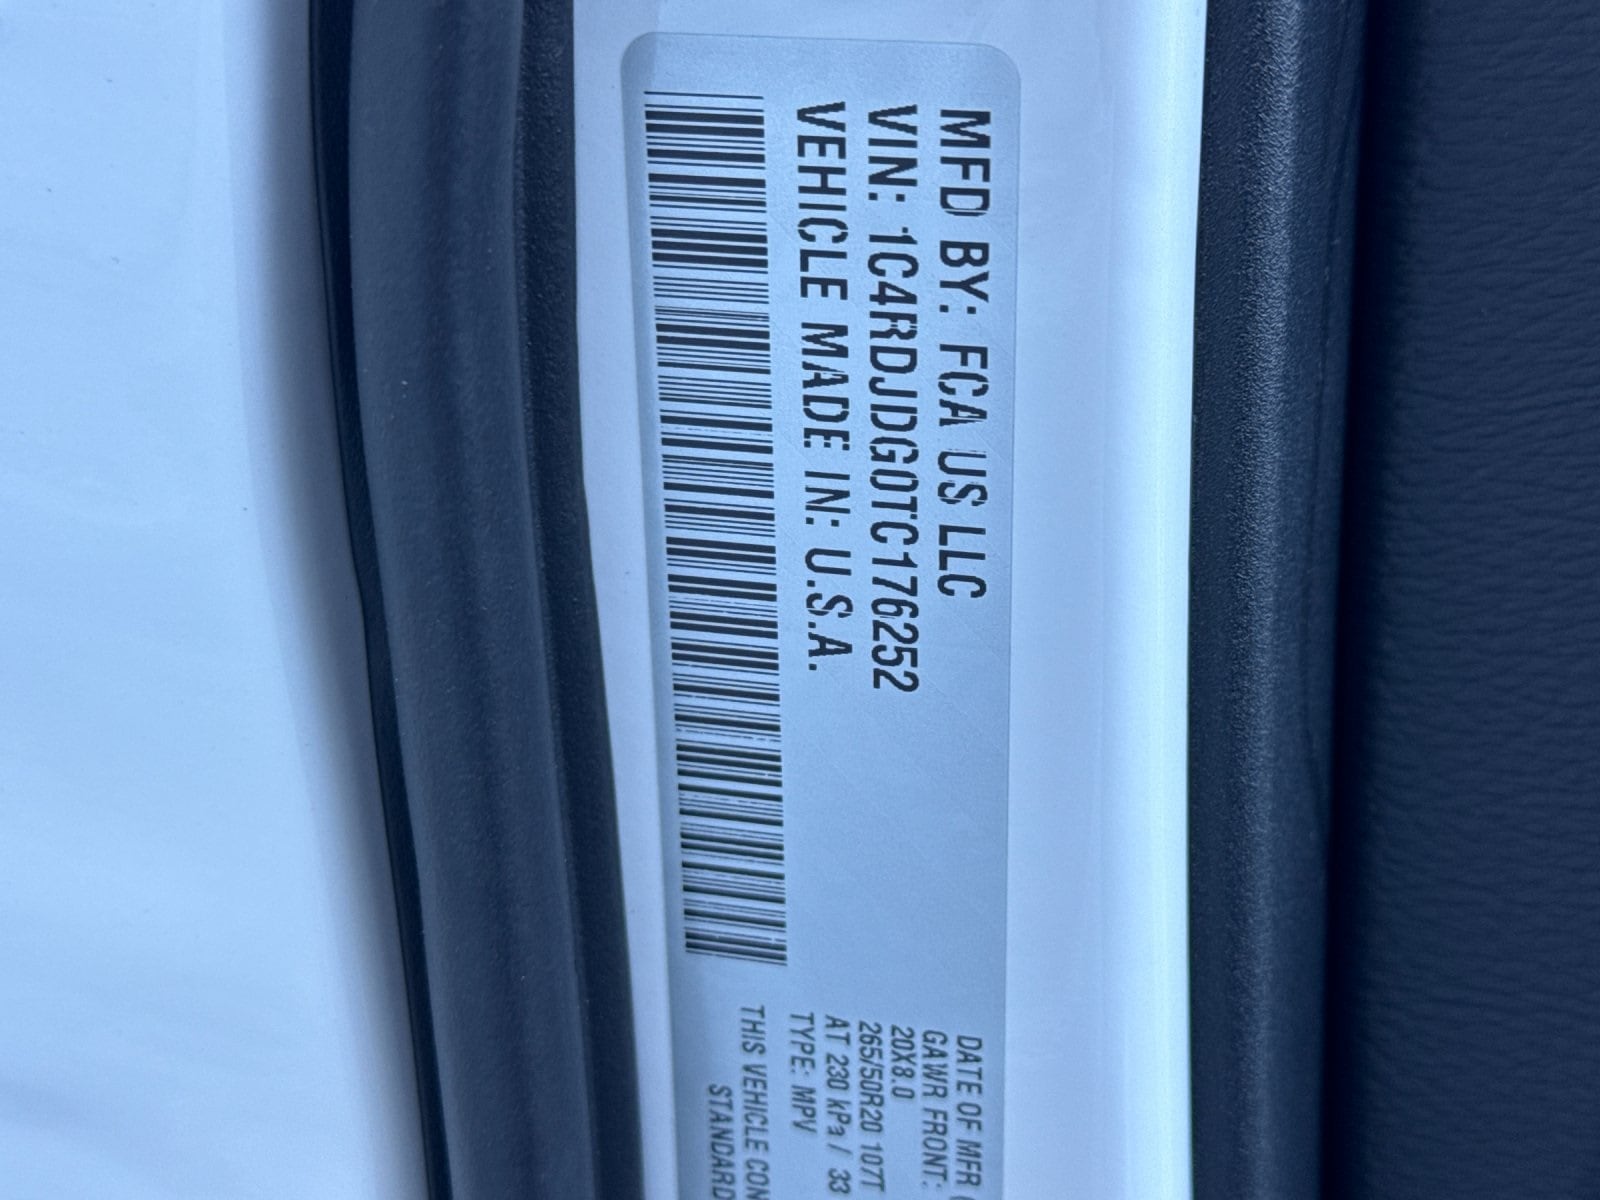 MFD BY: FCA US LLC
VIN: 1C4RDJDG0TC176252
VEHICLE MADE IN: U.S.A.
DATE OF MFR
GAWR FRONT:
20X8.0
265/50R20 107T
AT 230 kPa / 33
TYPE: MPV
THIS VEHICLE CON
STANDARD